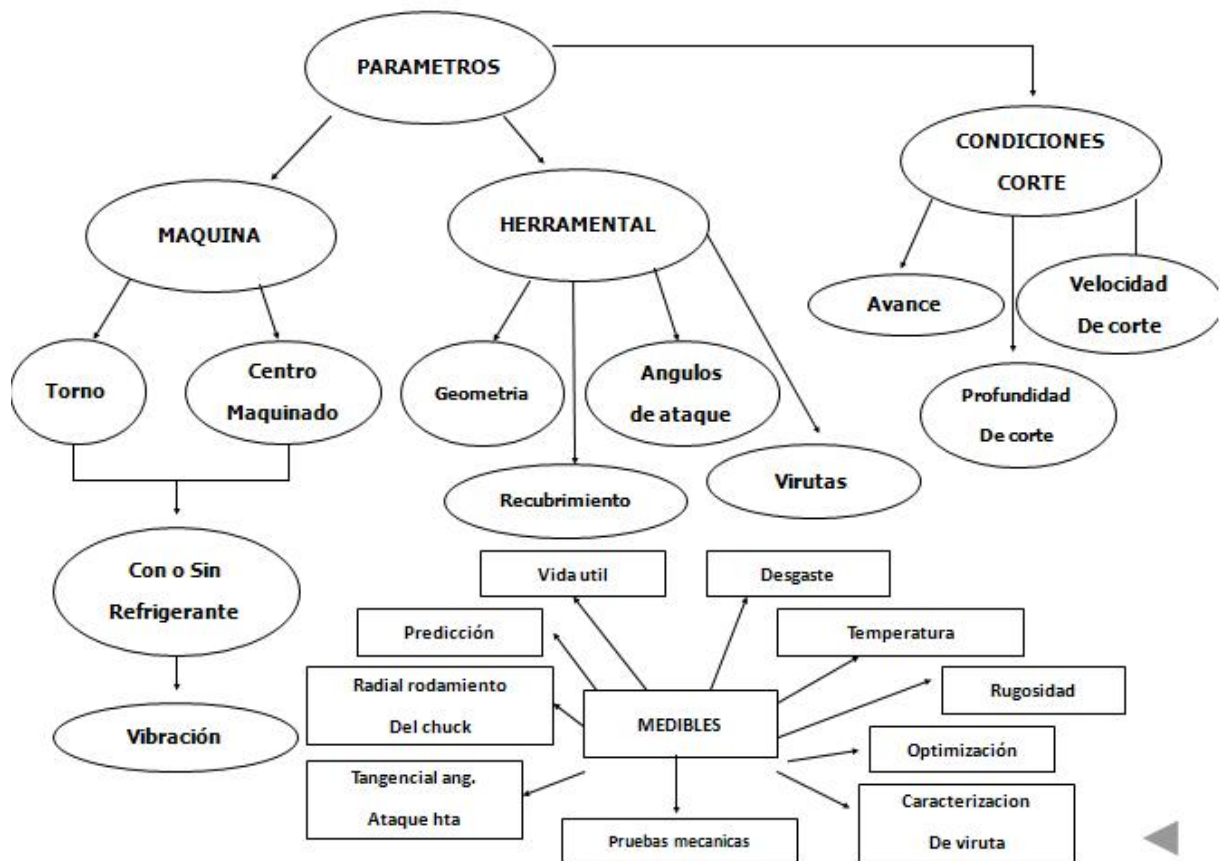 PARAMETROS
CONDICIONES
CORTE
MAQUINA
HERRAMENTAL
Avance
Velocidad
De corte
Torno
Centro
Maquinado
Geometria
Angulos
de ataque
Profundidad
De corte
Recubrimiento
Virutas
Con o Sin
Refrigerante
Vibración
Vida util
Desgaste
Predicción
Temperatura
Radial rodamiento
Del chuck
MEDIBLES
Rugosidad
Optimización
Tangencial ang.
Ataque hta
Pruebas mecanicas
Caracterizacion
De viruta